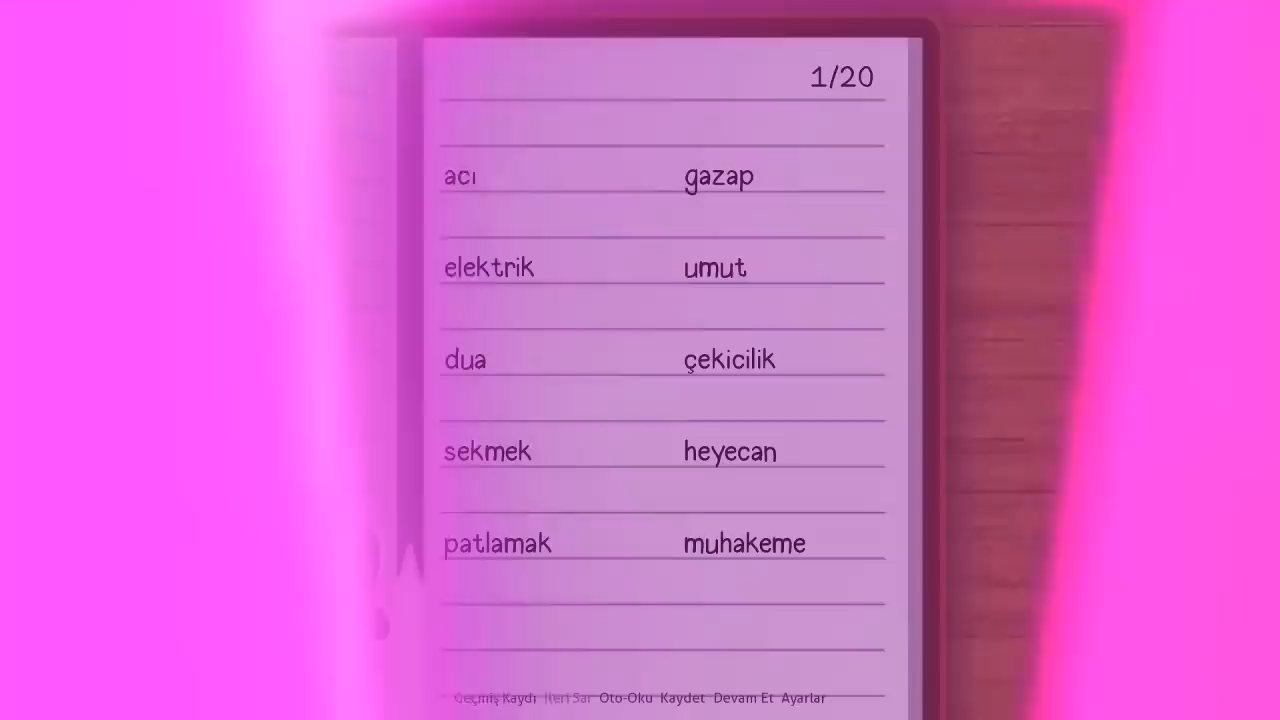 1/20
acı gazap
elektrik umut
dua çekicilik
sekmek heyecan
patlamak muhakeme
Geçmiş Kaydı İleri Sar Oto-Oku Kaydet Devam Et Ayarlar